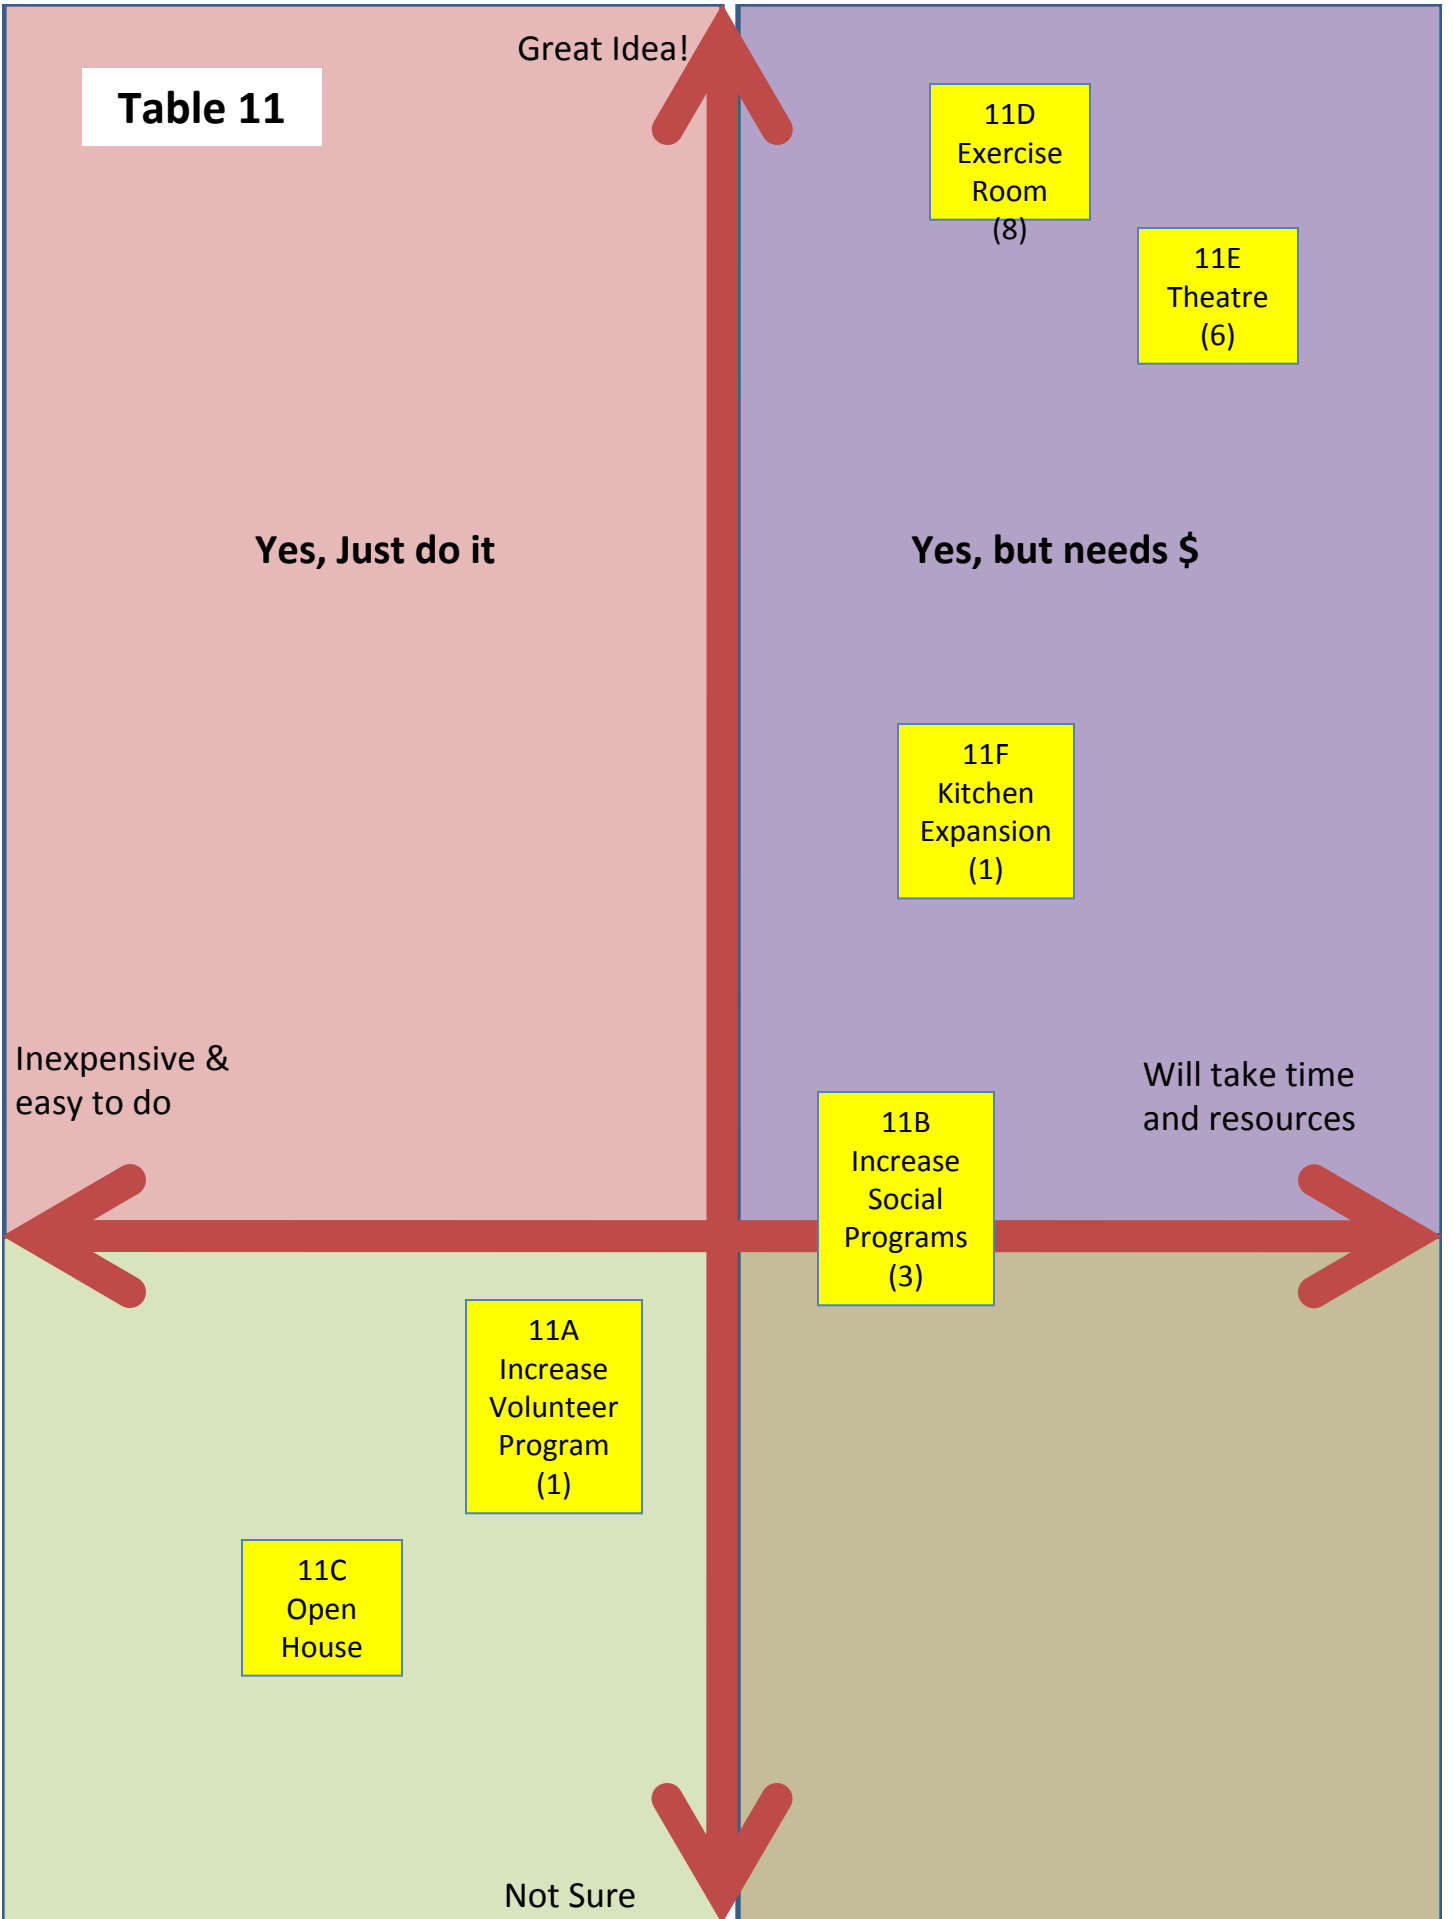 Great Idea!
Table 11
11D
Exercise
Room
(8)
11E
Theatre
(6)
Yes, Just do it
Yes, but needs $
11F
Kitchen
Expansion
(1)
Inexpensive &
easy to do
Will take time
and resources
11B
Increase
Social
Programs
(3)
11A
Increase
Volunteer
Program
(1)
11C
Open
House
Not Sure